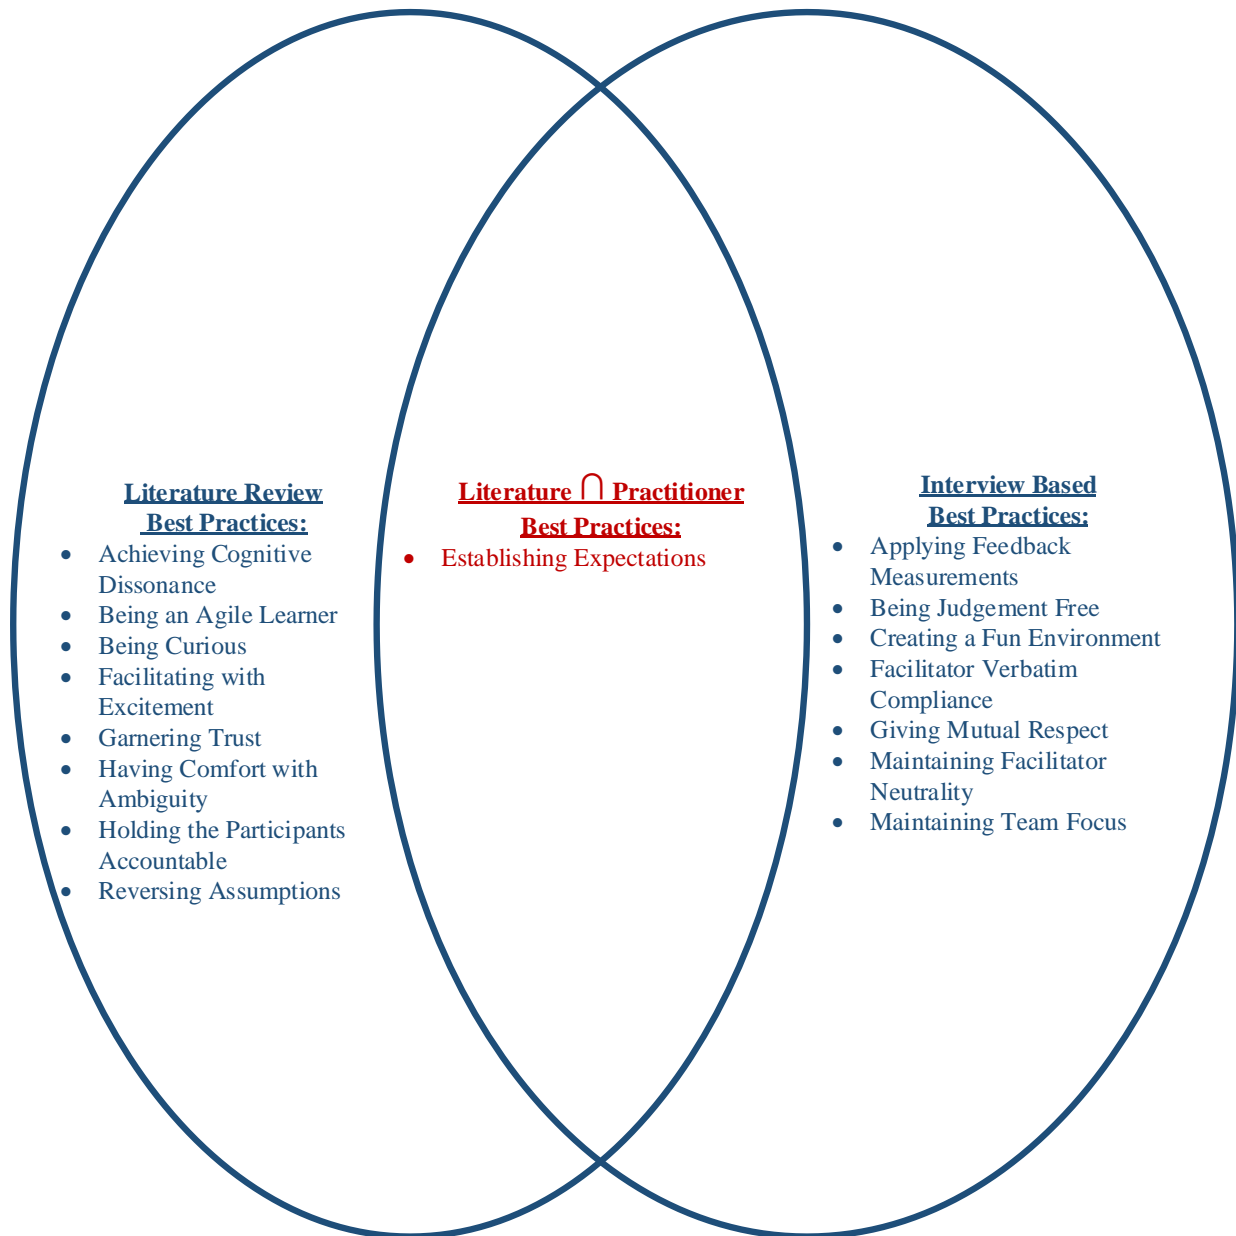 Literature Review
Best Practices:
• Achieving Cognitive
Dissonance
• Being an Agile Learner
• Being Curious
• Facilitating with
Excitement
• Garnering Trust
• Having Comfort with
Ambiguity
• Holding the Participants
Accountable
• Reversing Assumptions
Literature ∩ Practitioner
Best Practices:
• Establishing Expectations
Interview Based
Best Practices:
• Applying Feedback
Measurements
• Being Judgement Free
• Creating a Fun Environment
• Facilitator Verbatim
Compliance
• Giving Mutual Respect
• Maintaining Facilitator
Neutrality
• Maintaining Team Focus